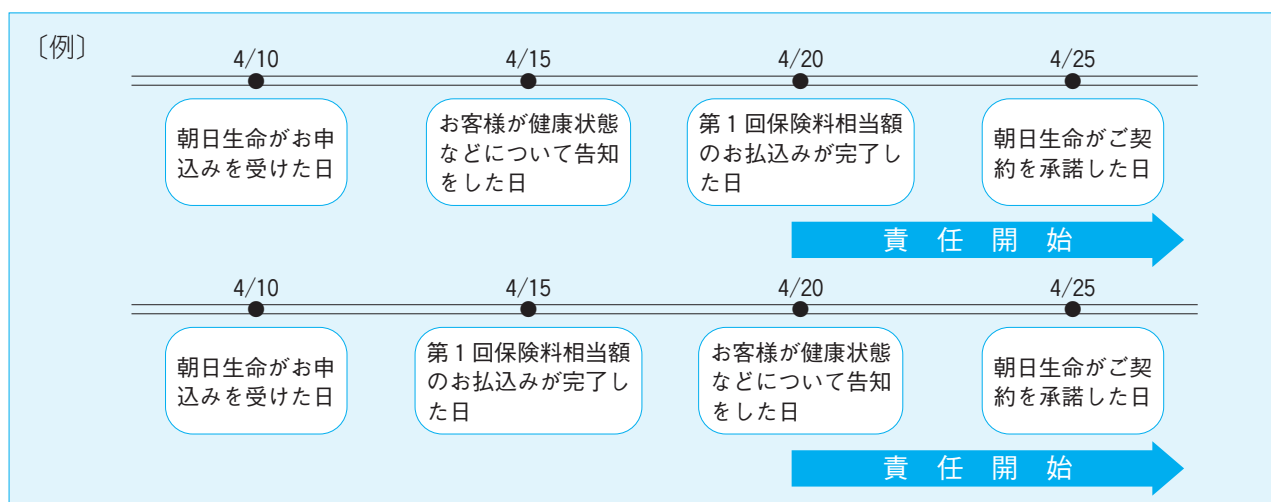 〔例〕
4/10
4/15
4/20
4/25
朝日生命がお申
込みを受けた日
お客様が健康状態
などについて告知
をした日
第1回保険料相当額
のお払込みが完了し
た日
朝日生命がご契
約を承諾した日
責任開始
4/10
4/15
4/20
4/25
朝日生命がお申
込みを受けた日
第1回保険料相当額
のお払込みが完了し
た日
お客様が健康状態
などについて告知
をした日
朝日生命がご契
約を承諾した日
責任開始